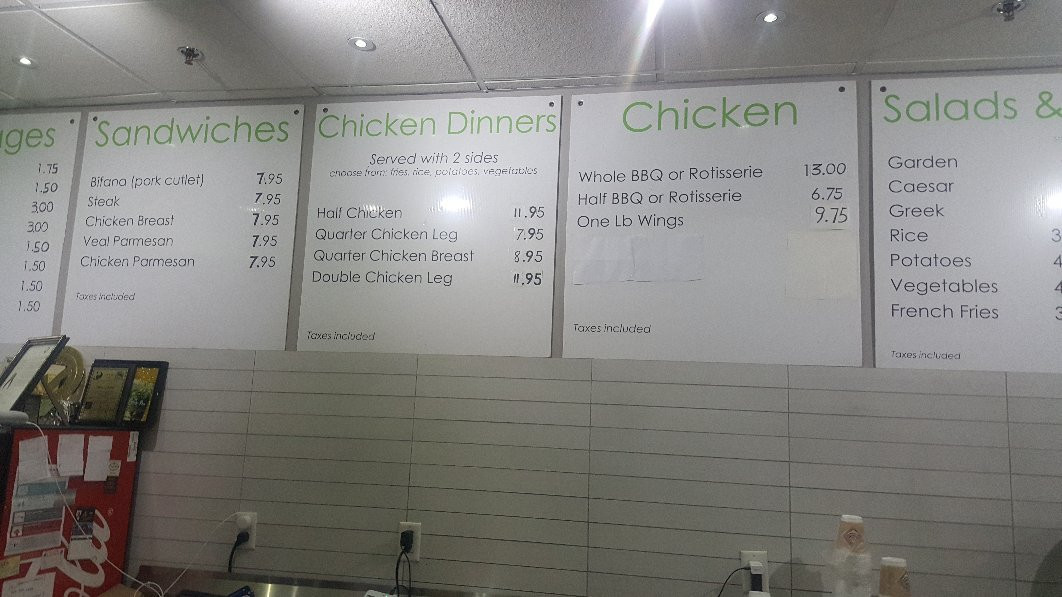 ages
1.75
1.50
3.00
3.00
1.50
1.50
1.50
1.50
Sandwiches
Bifana (pork cutlet) 7.95
Steak 7.95
Chicken Breast 7.95
Veal Parmesan 7.95
Chicken Parmesan 7.95
Taxes included
Chicken Dinners
Served with 2 sides
choose from: fries, rice, potatoes, vegetables
Half Chicken 11.95
Quarter Chicken Leg 7.95
Quarter Chicken Breast 8.95
Double Chicken Leg 11.95
Taxes included
Chicken
Whole BBQ or Rotisserie 13.00
Half BBQ or Rotisserie 6.75
One Lb Wings 9.75
Taxes included
Salads &
Garden
Caesar
Greek
Rice 3
Potatoes 4
Vegetables 4
French Fries 3
Taxes included